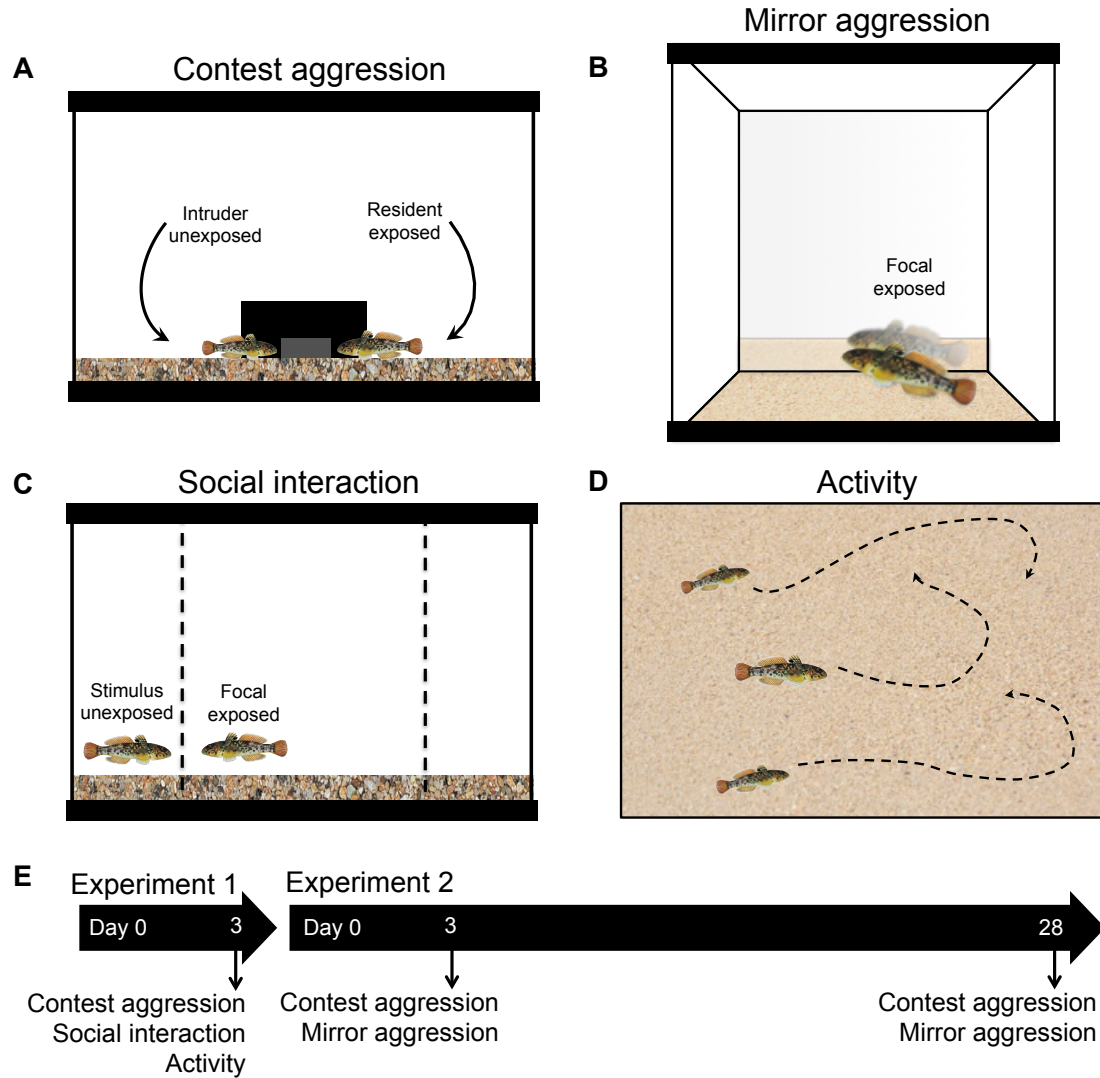 A
Contest aggression
Intruder
unexposed
Resident
exposed
B
Mirror aggression
Focal
exposed
C
Social interaction
Stimulus
unexposed
Focal
exposed
D
Activity
E
Experiment 1
Day 0
3
Contest aggression
Social interaction
Activity
Experiment 2
Day 0
3
28
Contest aggression
Mirror aggression
Contest aggression
Mirror aggression